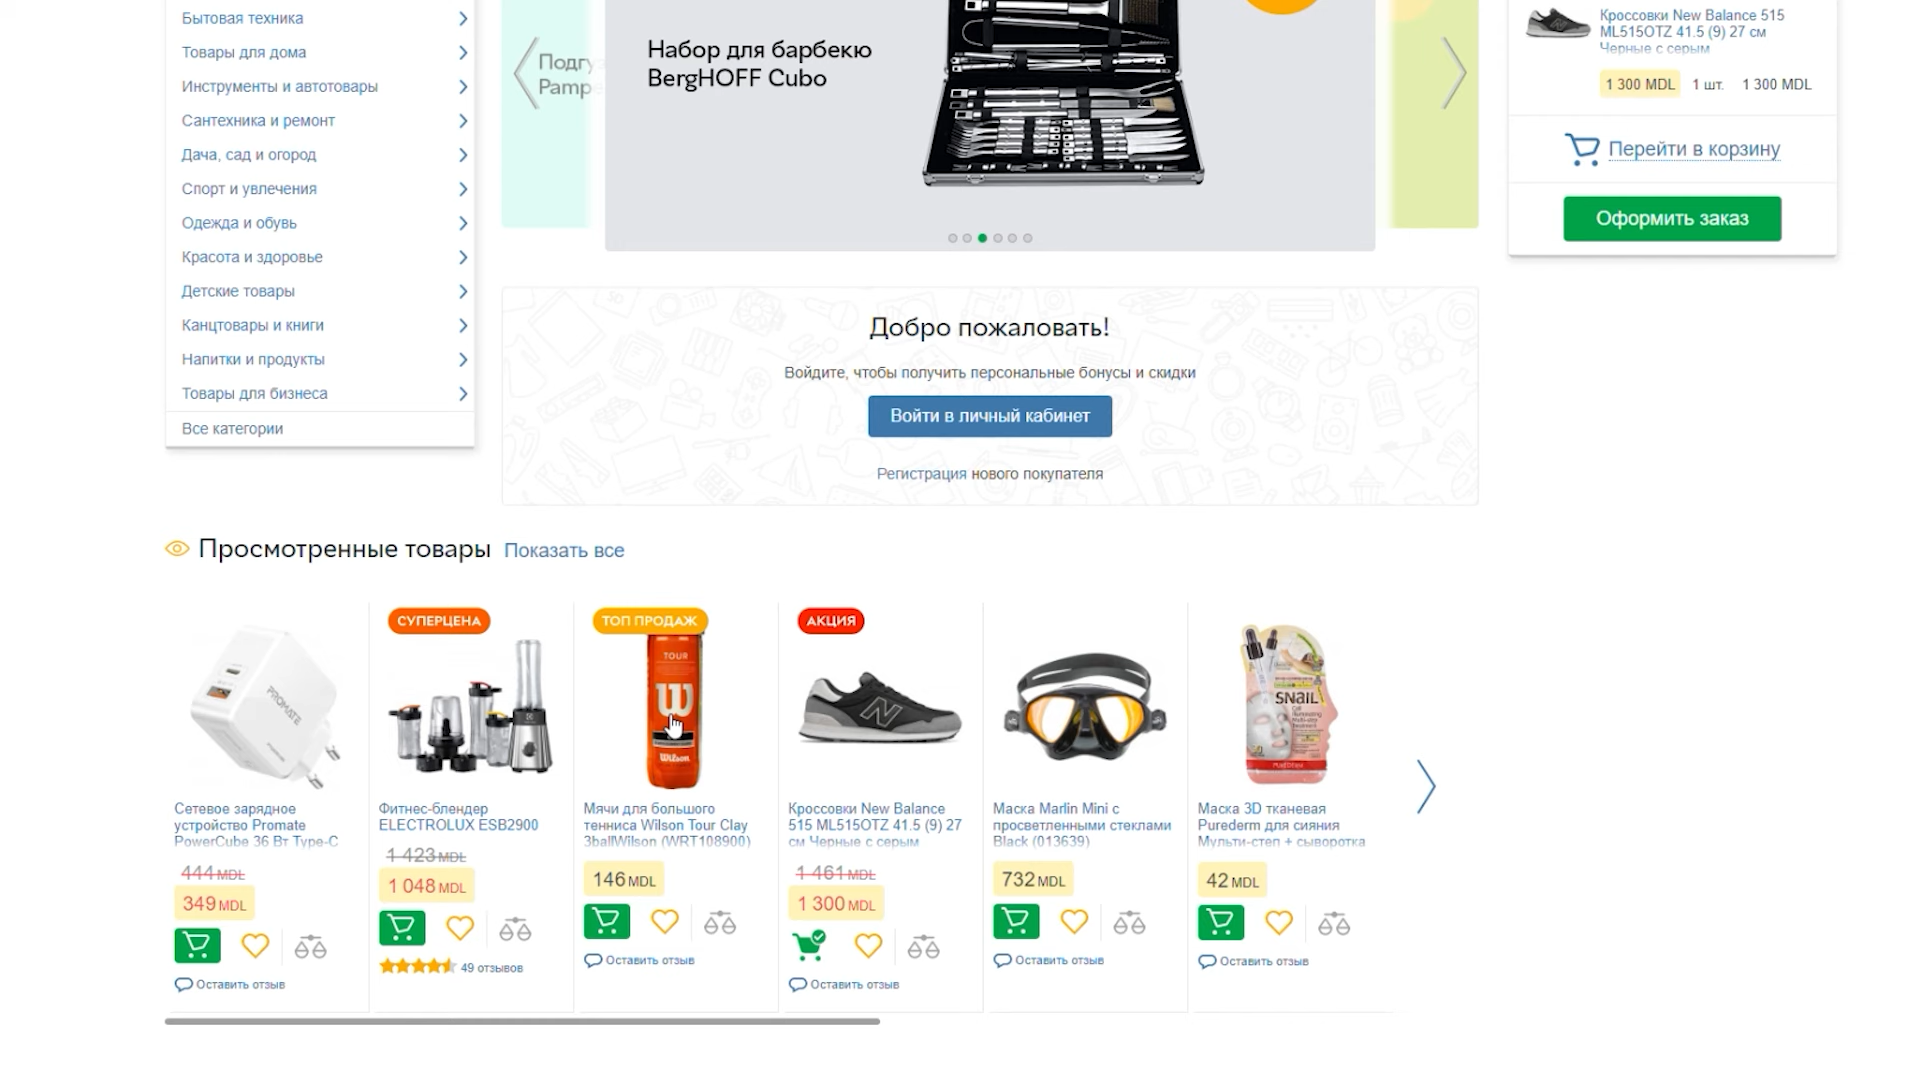 Бытовая техника
Товары для дома
Инструменты и автотовары
Сантехника и ремонт
Дача, сад и огород
Спорт и увлечения
Одежда и обувь
Красота и здоровье
Детские товары
Канцтовары и книги
Напитки и продукты
Товары для бизнеса
Все категории
Подгу
Pampe
Набор для барбекю
BergHOFF Cubo
Кроссовки New Balance 515
ML515OTZ 41.5 (9) 27 см
Черные с серым
1 300 MDL 1 шт. 1 300 MDL
Перейти в корзину
Оформить заказ
Добро пожаловать!
Войдите, чтобы получить персональные бонусы и скидки
Войти в личный кабинет
Регистрация нового покупателя
Просмотренные товары Показать все
PROMATE
Сетевое зарядное
устройство Promate
PowerCube 36 Вт Type-C
444 MDL
349 MDL
Оставить отзыв
СУПЕРЦЕНА
Фитнес-блендер
ELECTROLUX ESB2900
1 423 MDL
1 048 MDL
49 отзывов
ТОП ПРОДАЖ
TOUR
W
Wilson
Мячи для большого
тенниса Wilson Tour Clay
3ballWilson (WRT108900)
146 MDL
Оставить отзыв
АКЦИЯ
N
Кроссовки New Balance
515 ML515OTZ 41.5 (9) 27
см Черные с серым
1 461 MDL
1 300 MDL
Оставить отзыв
Маска Marlin Mini с
просветленными стеклами
Black (013639)
732 MDL
Оставить отзыв
SNAIL
PUREDERM
Маска 3D тканевая
Purederm для сияния
Мульти-степ + сыворотка
42 MDL
Оставить отзыв